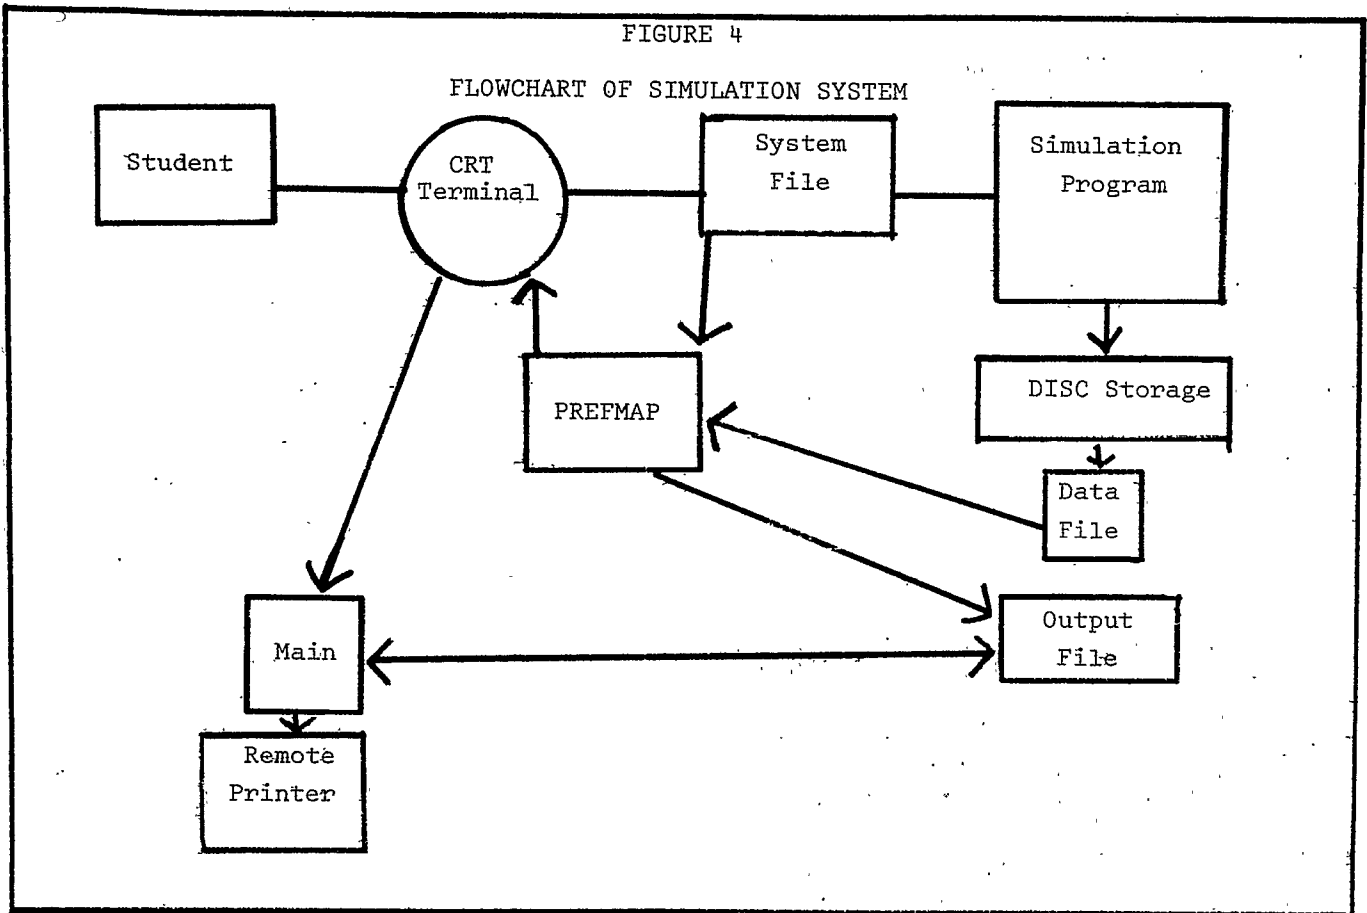 FIGURE 4
FLOWCHART OF SIMULATION SYSTEM
Student
CRT
Terminal
System
File
Simulation
Program
PREFMAP
DISC Storage
Data
File
Main
Output
File
Remote
Printer